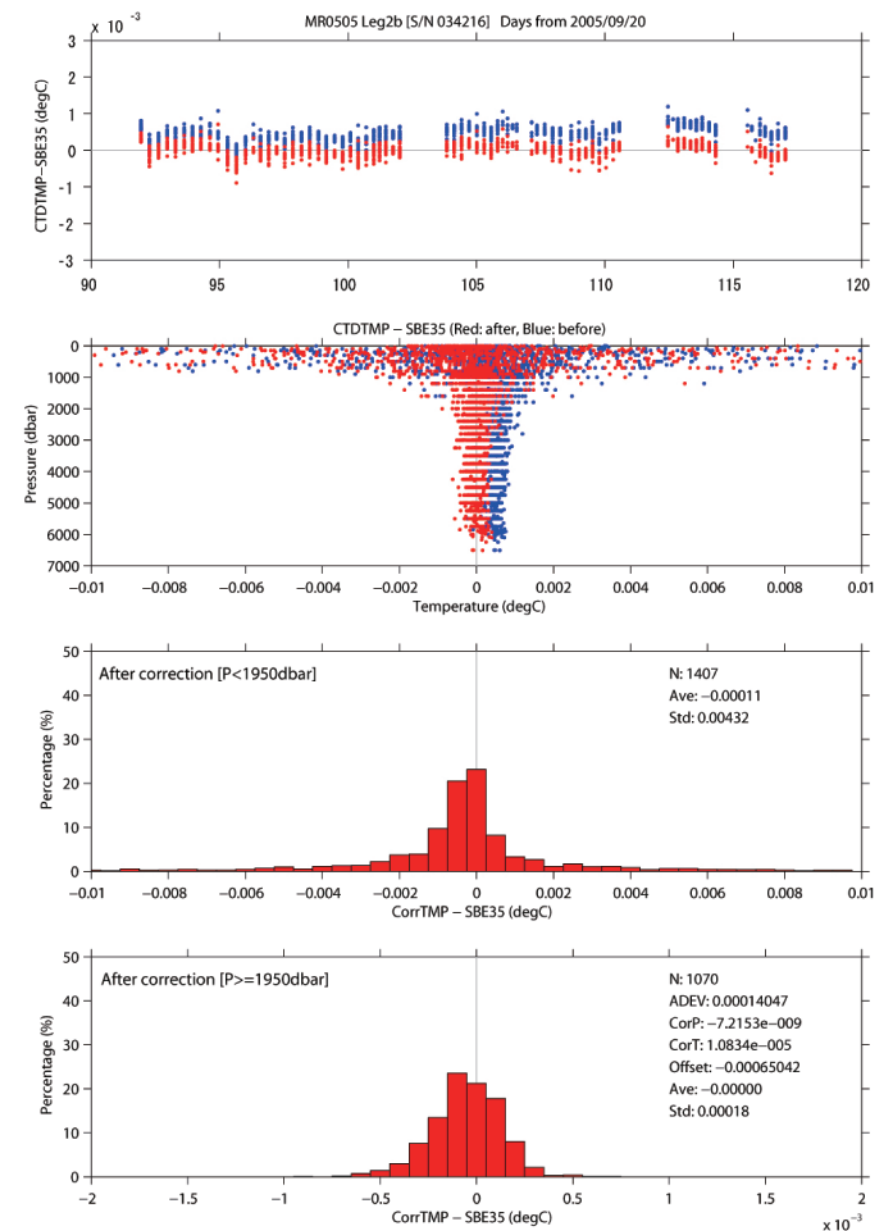 x 10⁻³
MR0505 Leg2b [S/N 034216] Days from 2005/09/20
CTDTMP−SBE35 (degC)
3
2
1
0
-1
-2
-3
90 95 100 105 110 115 120
CTDTMP − SBE35 (Red: after, Blue: before)
Pressure (dbar)
0
1000
2000
3000
4000
5000
6000
7000
−0.01 −0.008 −0.006 −0.004 −0.002 0 0.002 0.004 0.006 0.008 0.01
Temperature (degC)
After correction [P<1950dbar]
N: 1407
Ave: −0.00011
Std: 0.00432
Percentage (%)
50
40
30
20
10
0
−0.01 −0.008 −0.006 −0.004 −0.002 0 0.002 0.004 0.006 0.008 0.01
CorrTMP − SBE35 (degC)
After correction [P>=1950dbar]
N: 1070
ADEV: 0.00014047
CorP: −7.2153e−009
CorT: 1.0834e−005
Offset: −0.00065042
Ave: −0.00000
Std: 0.00018
Percentage (%)
50
40
30
20
10
0
−2 −1.5 −1 −0.5 0 0.5 1 1.5 2
CorrTMP − SBE35 (degC)
x 10⁻³